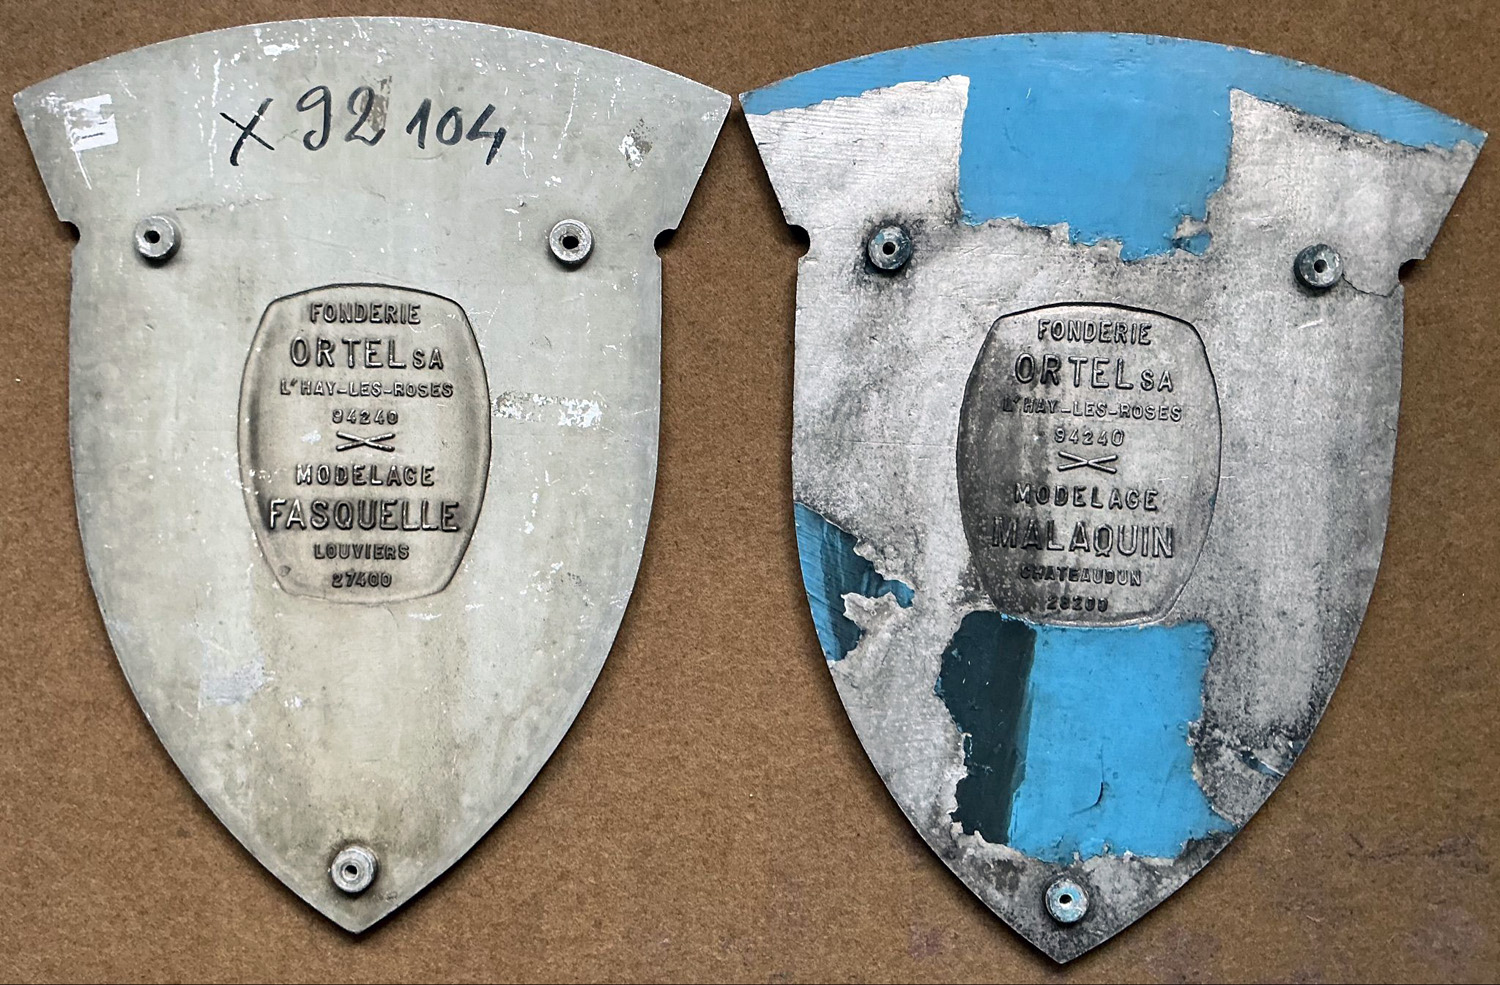 x 92 104
FONDERIE
ORTEL SA
L'HAY-LES-ROSES
94240
MODELAGE
FASQUELLE
LOUVIERS
27400
FONDERIE
ORTEL SA
L'HAY-LES-ROSES
94240
MODELAGE
MALAQUIN
CHATEAUDUN
28200